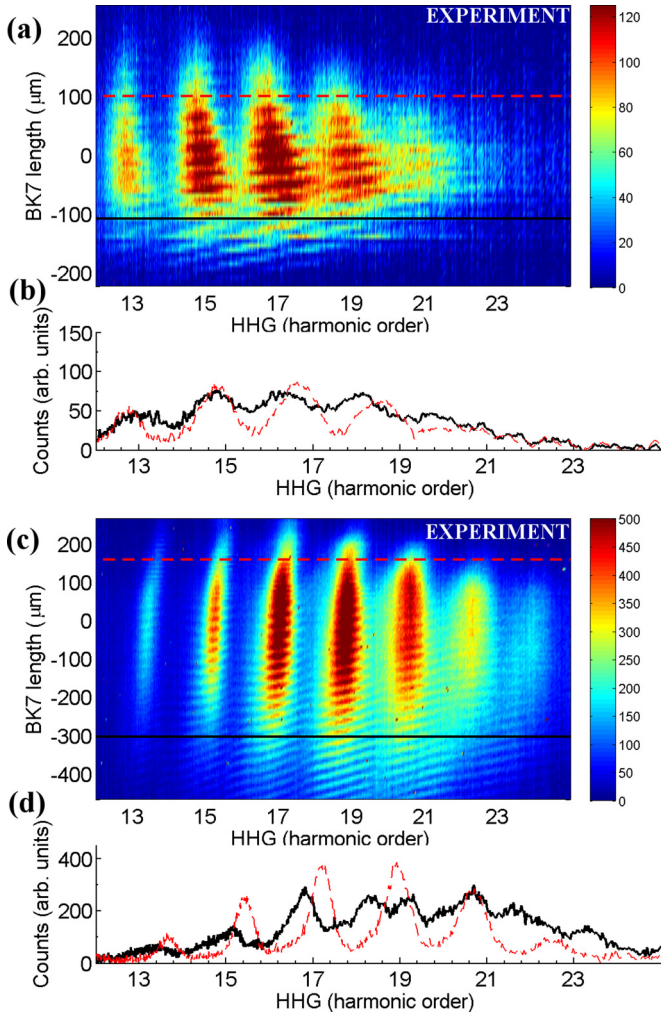 (a)
EXPERIMENT
BK7 length (μm)
200
100
0
-100
-200
120
100
80
60
40
20
0
13 15 17 19 21 23
HHG (harmonic order)
(b)
Counts (arb. units)
150
75
50
25
0
13 15 17 19 21 23
HHG (harmonic order)
(c)
EXPERIMENT
BK7 length (μm)
200
100
0
-100
-200
-300
-400
500
450
400
350
300
250
200
150
100
50
0
13 15 17 19 21 23
HHG (harmonic order)
(d)
Counts (arb. units)
400
200
0
13 15 17 19 21 23
HHG (harmonic order)